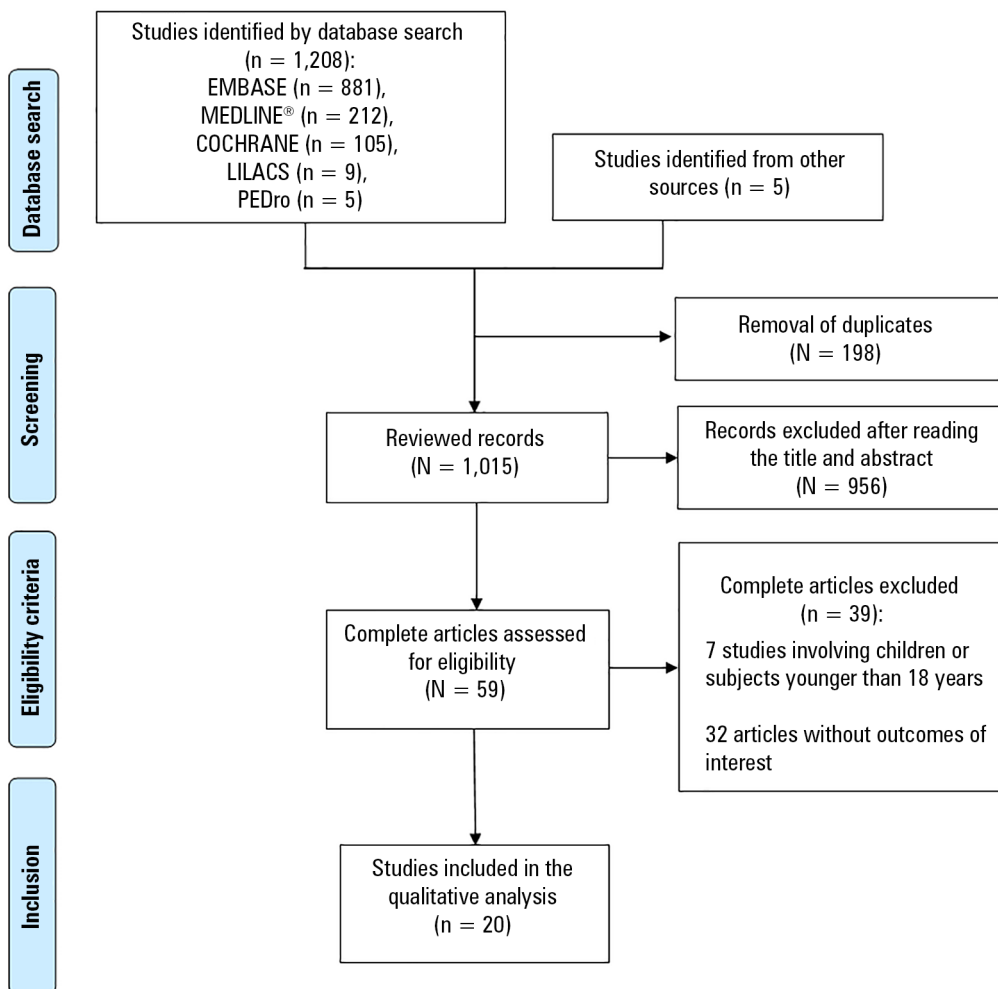 Database search
Studies identified by database search
(n = 1,208):
EMBASE (n = 881),
MEDLINE® (n = 212),
COCHRANE (n = 105),
LILACS (n = 9),
PEDro (n = 5)
Studies identified from other
sources (n = 5)
Screening
Removal of duplicates
(N = 198)
Reviewed records
(N = 1,015)
Records excluded after reading
the title and abstract
(N = 956)
Eligibility criteria
Complete articles assessed
for eligibility
(N = 59)
Complete articles excluded
(n = 39):
7 studies involving children or
subjects younger than 18 years
32 articles without outcomes of
interest
Inclusion
Studies included in the
qualitative analysis
(n = 20)